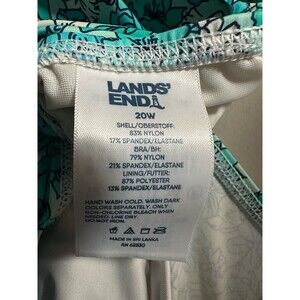 LANDS'
END
20W
SHELL/OBERSTOFF:
83% NYLON
17% SPANDEX/ELASTANE
BRA/BH:
79% NYLON
21% SPANDEX/ELASTANE
LINING/FUTTER:
87% POLYESTER
13% SPANDEX/ELASTANE
HAND WASH COLD. WASH DARK
COLORS SEPARATELY. ONLY
NON-CHLORINE BLEACH WHEN
NEEDED. LINE DRY.
DO NOT IRON.
MADE IN SRI LANKA
RN 62830